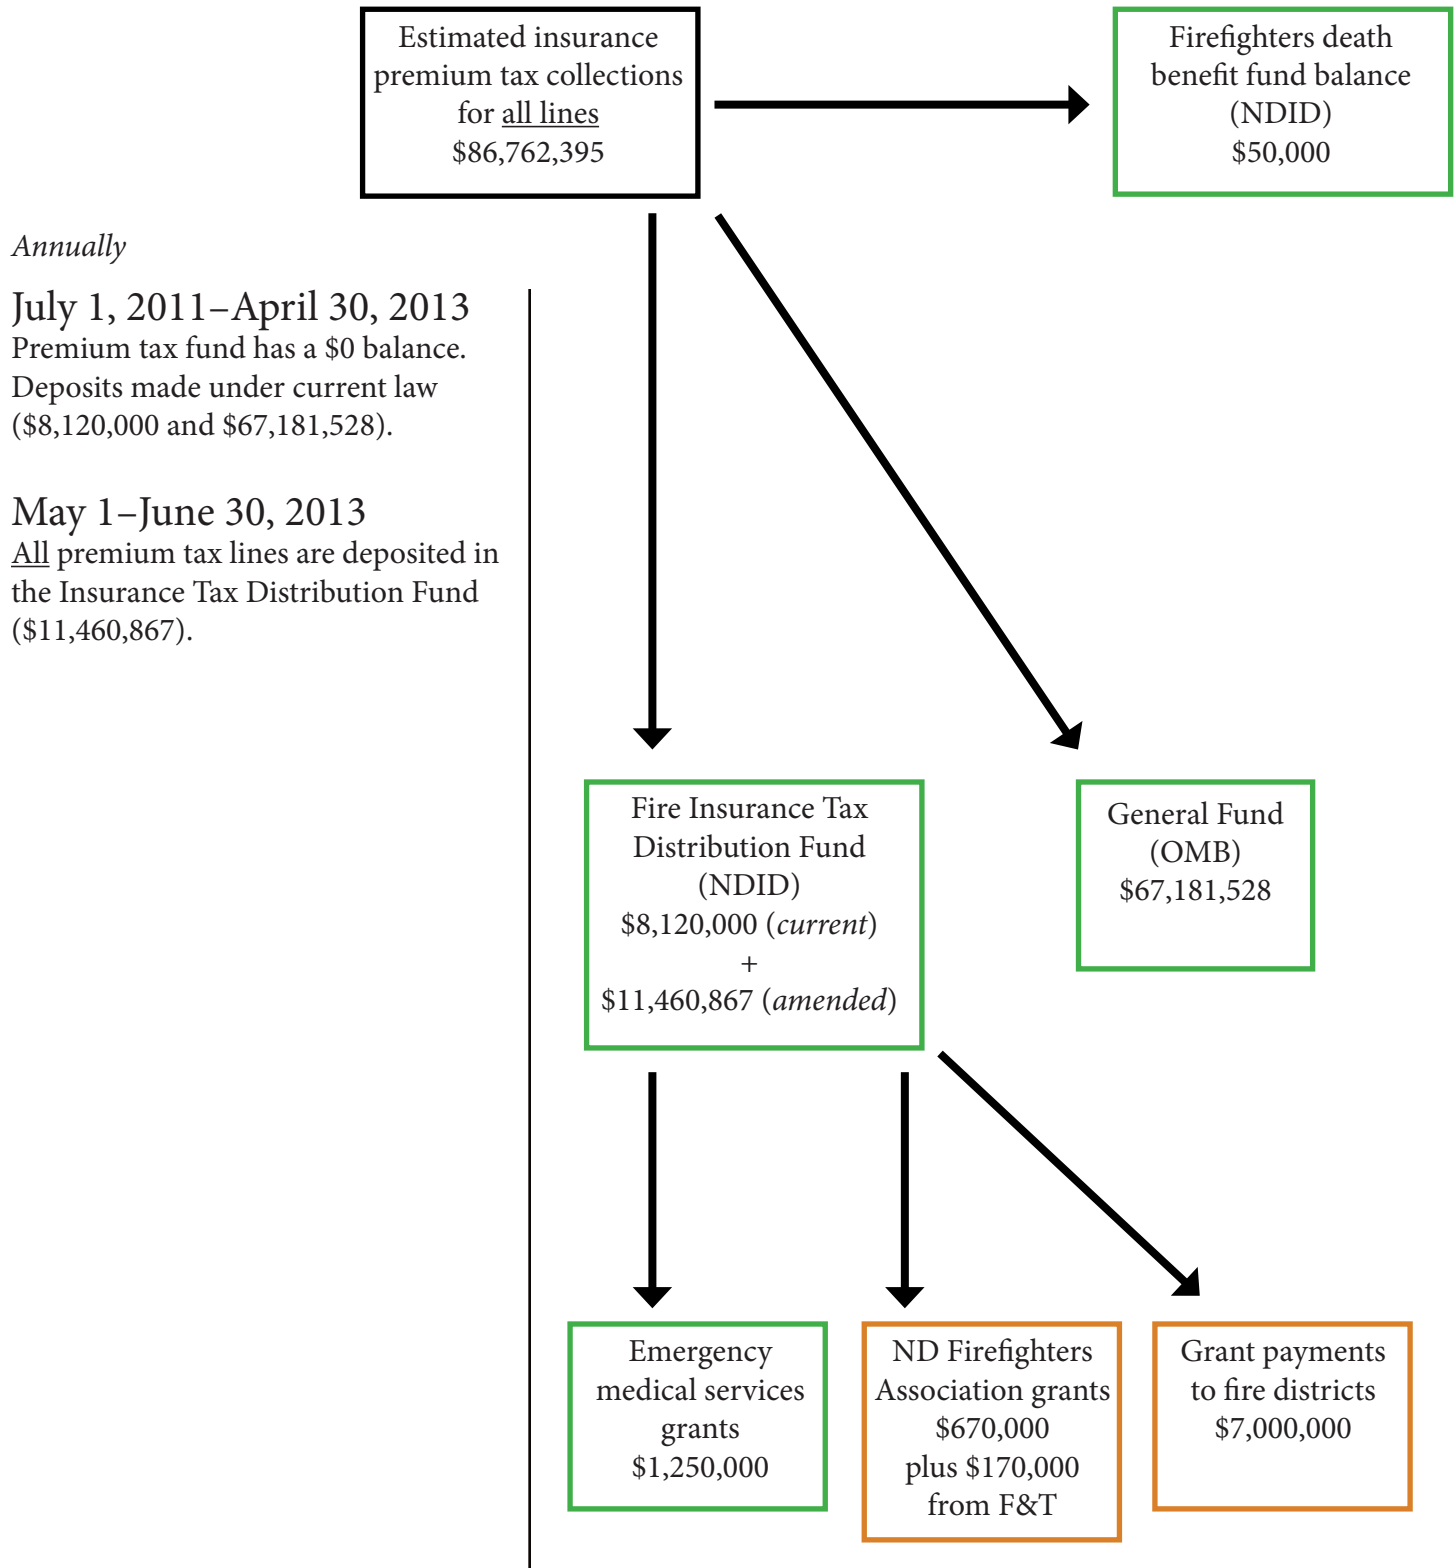 Estimated insurance
premium tax collections
for all lines
$86,762,395
Firefighters death
benefit fund balance
(NDID)
$50,000
Annually
July 1, 2011–April 30, 2013
Premium tax fund has a $0 balance.
Deposits made under current law
($8,120,000 and $67,181,528).
May 1–June 30, 2013
All premium tax lines are deposited in
the Insurance Tax Distribution Fund
($11,460,867).
Fire Insurance Tax
Distribution Fund
(NDID)
$8,120,000 (current)
+
$11,460,867 (amended)
General Fund
(OMB)
$67,181,528
Emergency
medical services
grants
$1,250,000
ND Firefighters
Association grants
$670,000
plus $170,000
from F&T
Grant payments
to fire districts
$7,000,000